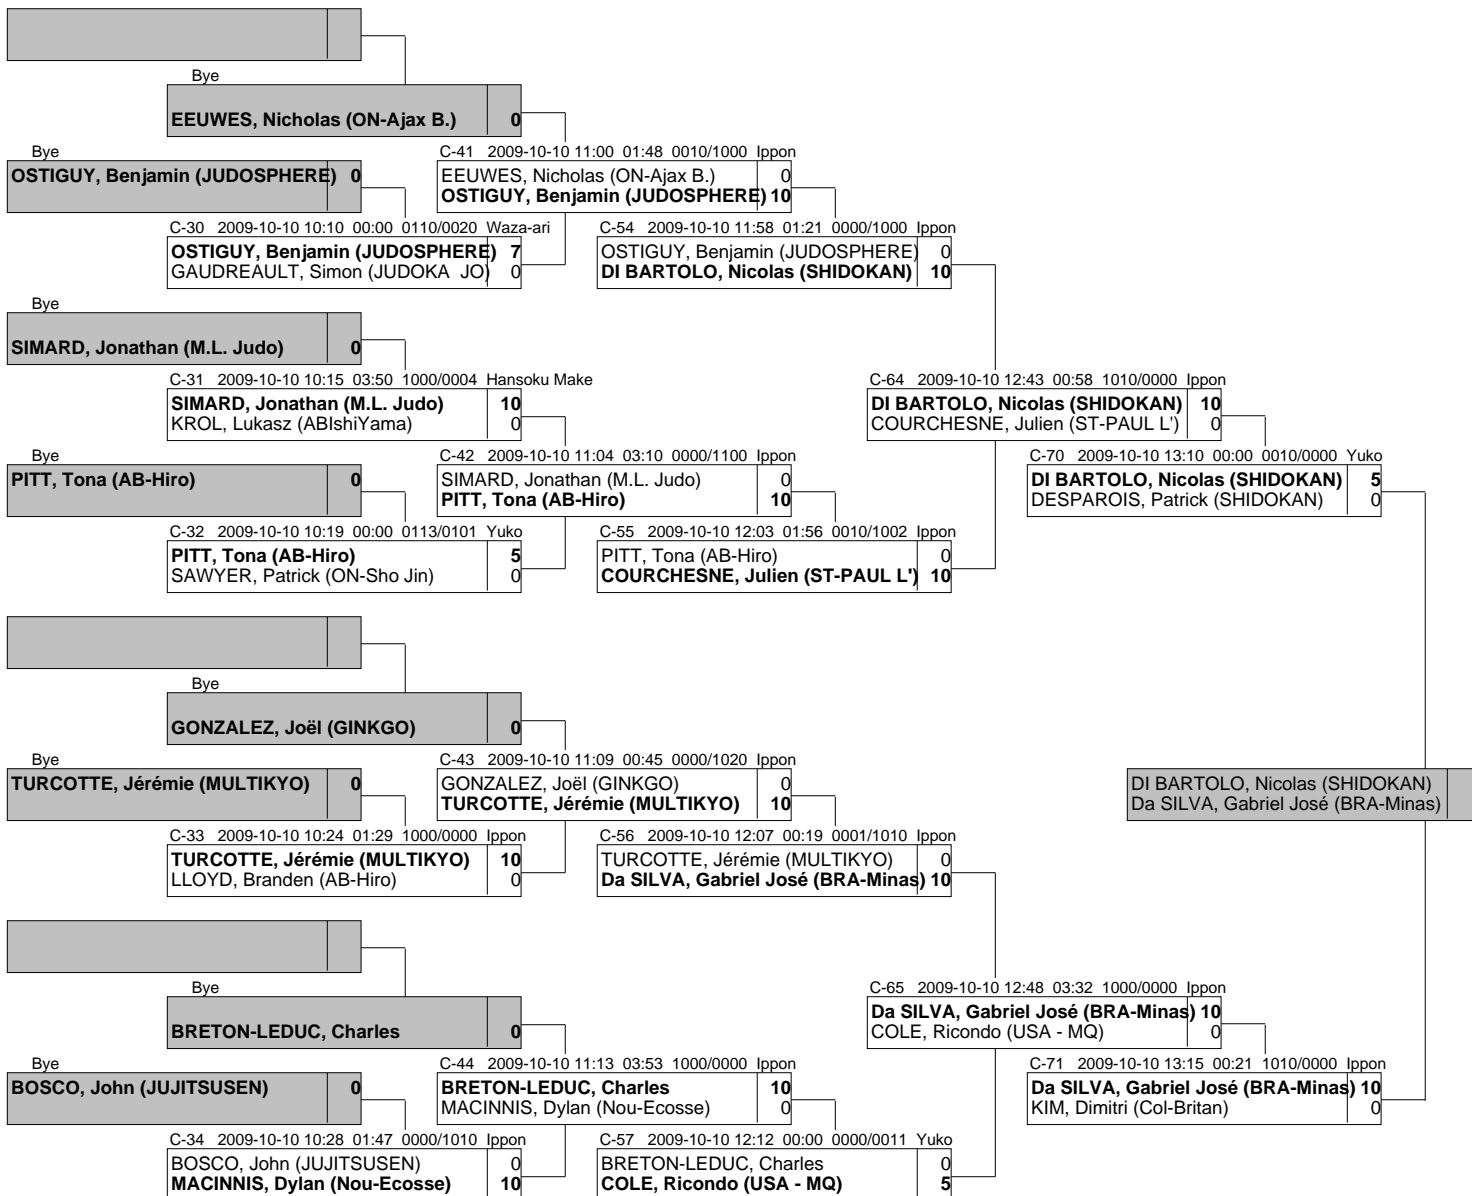 Bye
EEUWES, Nicholas (ON-Ajax B.) 0
Bye
OSTIGUY, Benjamin (JUDOSPHERE) 0
C-41 2009-10-10 11:00 01:48 0010/1000 Ippon
EEUWES, Nicholas (ON-Ajax B.) 0
OSTIGUY, Benjamin (JUDOSPHERE) 10
C-30 2009-10-10 10:10 00:00 0110/0020 Waza-ari
OSTIGUY, Benjamin (JUDOSPHERE) 7
GAUDREAULT, Simon (JUDOKA JO) 0
C-54 2009-10-10 11:58 01:21 0000/1000 Ippon
OSTIGUY, Benjamin (JUDOSPHERE) 0
DI BARTOLO, Nicolas (SHIDOKAN) 10
Bye
SIMARD, Jonathan (M.L. Judo) 0
C-31 2009-10-10 10:15 03:50 1000/0004 Hansoku Make
SIMARD, Jonathan (M.L. Judo) 10
KROL, Lukasz (ABIshiYama) 0
C-64 2009-10-10 12:43 00:58 1010/0000 Ippon
DI BARTOLO, Nicolas (SHIDOKAN) 10
COURCHESNE, Julien (ST-PAUL L') 0
Bye
PITT, Tona (AB-Hiro) 0
C-42 2009-10-10 11:04 03:10 0000/1100 Ippon
SIMARD, Jonathan (M.L. Judo) 0
PITT, Tona (AB-Hiro) 10
C-70 2009-10-10 13:10 00:00 0010/0000 Yuko
DI BARTOLO, Nicolas (SHIDOKAN) 5
DESPAROIS, Patrick (SHIDOKAN) 0
C-32 2009-10-10 10:19 00:00 0113/0101 Yuko
PITT, Tona (AB-Hiro) 5
SAWYER, Patrick (ON-Sho Jin) 0
C-55 2009-10-10 12:03 01:56 0010/1002 Ippon
PITT, Tona (AB-Hiro) 0
COURCHESNE, Julien (ST-PAUL L') 10
Bye
GONZALEZ, Joël (GINKGO) 0
Bye
TURCOTTE, Jérémie (MULTIKYO) 0
C-43 2009-10-10 11:09 00:45 0000/1020 Ippon
GONZALEZ, Joël (GINKGO) 0
TURCOTTE, Jérémie (MULTIKYO) 10
DI BARTOLO, Nicolas (SHIDOKAN)
Da SILVA, Gabriel José (BRA-Minas)
C-33 2009-10-10 10:24 01:29 1000/0000 Ippon
TURCOTTE, Jérémie (MULTIKYO) 10
LLOYD, Branden (AB-Hiro) 0
C-56 2009-10-10 12:07 00:19 0001/1010 Ippon
TURCOTTE, Jérémie (MULTIKYO) 0
Da SILVA, Gabriel José (BRA-Minas) 10
Bye
BRETON-LEDUC, Charles 0
C-65 2009-10-10 12:48 03:32 1000/0000 Ippon
Da SILVA, Gabriel José (BRA-Minas) 10
COLE, Ricondo (USA - MQ) 0
Bye
BOSCO, John (JUJITSUSEN) 0
C-44 2009-10-10 11:13 03:53 1000/0000 Ippon
BRETON-LEDUC, Charles 10
MACINNIS, Dylan (Nou-Ecosse) 0
C-71 2009-10-10 13:15 00:21 1010/0000 Ippon
Da SILVA, Gabriel José (BRA-Minas) 10
KIM, Dimitri (Col-Britan) 0
C-34 2009-10-10 10:28 01:47 0000/1010 Ippon
BOSCO, John (JUJITSUSEN) 0
MACINNIS, Dylan (Nou-Ecosse) 10
C-57 2009-10-10 12:12 00:00 0000/0011 Yuko
BRETON-LEDUC, Charles 0
COLE, Ricondo (USA - MQ) 5